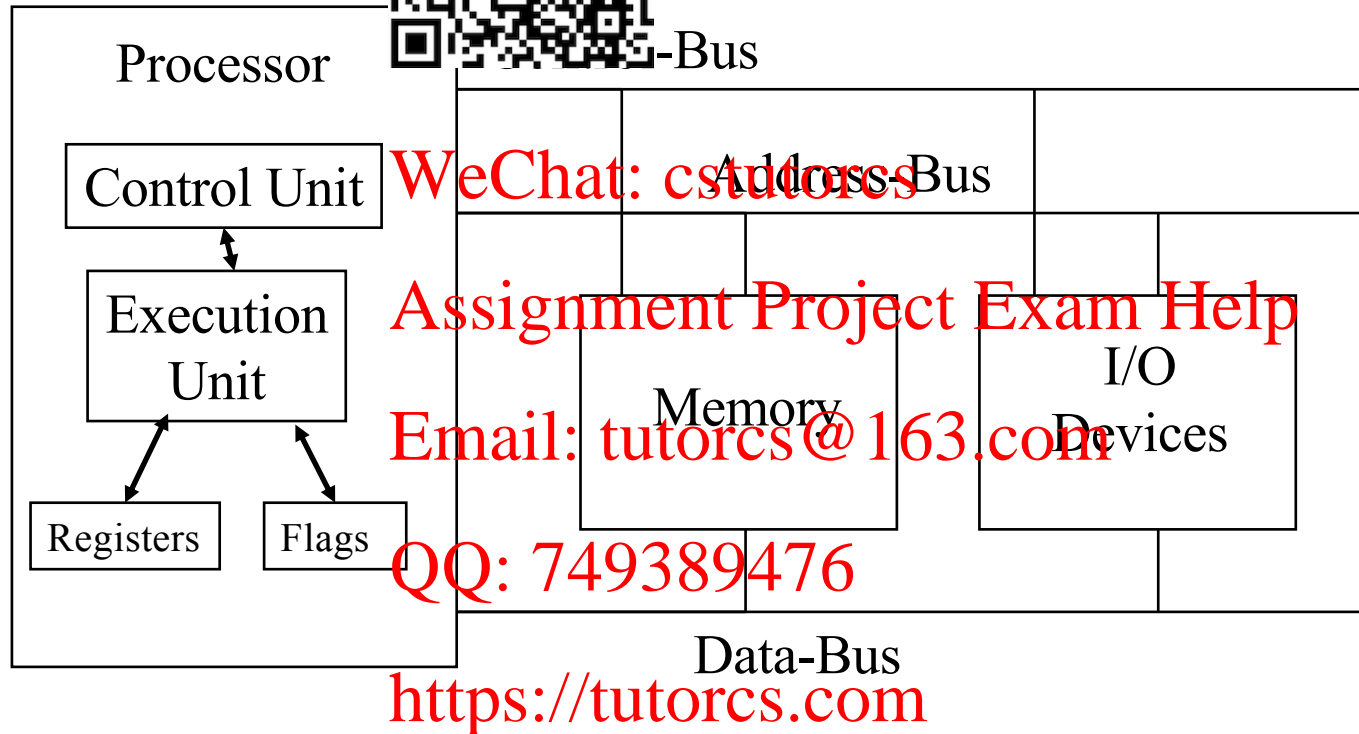 Processor
-Bus
Control Unit
WeChat: cstutorcs
Address-Bus
Execution
Unit
Assignment Project Exam Help
I/O
Devices
Memory
Email: tutorcs@163.com
Registers
Flags
QQ: 749389476
Data-Bus
https://tutorcs.com